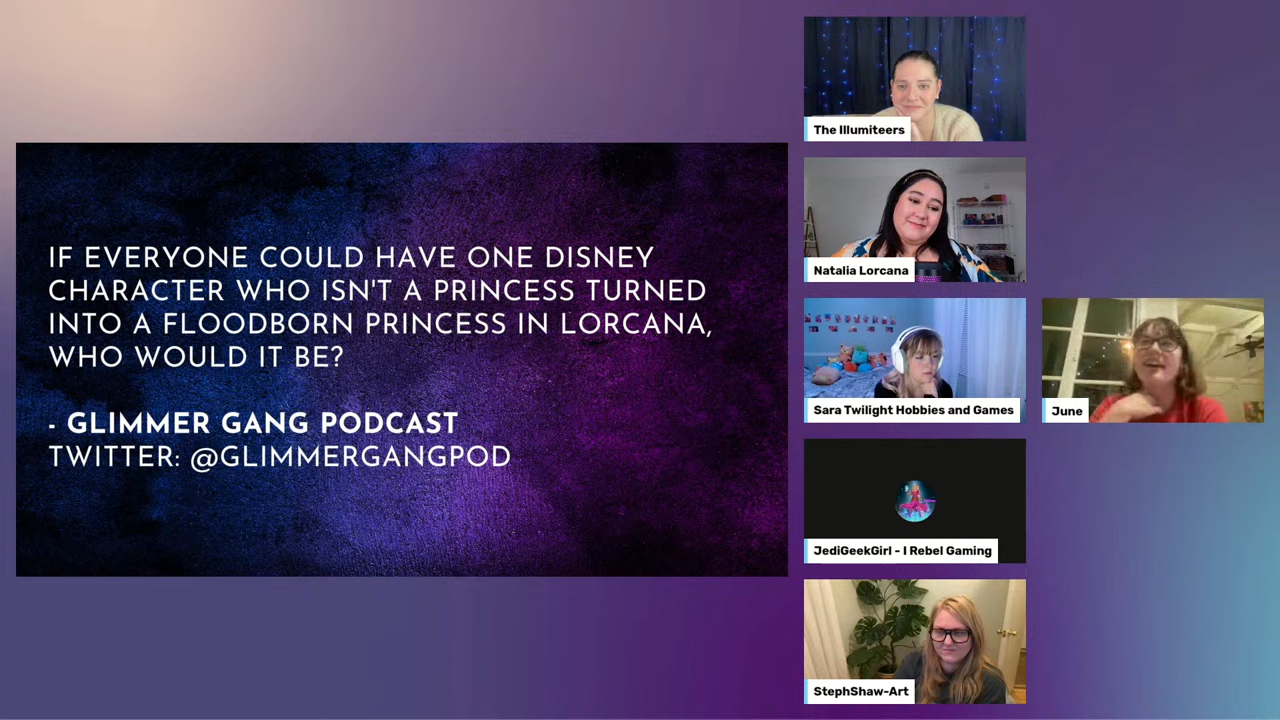 IF EVERYONE COULD HAVE ONE DISNEY
CHARACTER WHO ISN'T A PRINCESS TURNED
INTO A FLOODBORN PRINCESS IN LORCANA,
WHO WOULD IT BE?
- GLIMMER GANG PODCAST
TWITTER: @GLIMMERGANGPOD
The Illumiteers
Natalia Lorcana
Sara Twilight Hobbies and Games
June
JediGeekGirl - I Rebel Gaming
StephShaw-Art